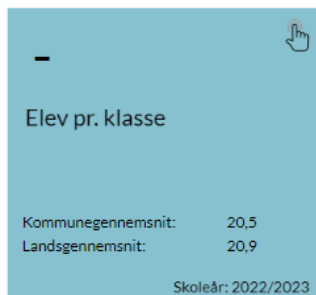 -
Elev pr. klasse
Kommunegennemsnit: 20,5
Landsgennemsnit: 20,9
Skoleår: 2022/2023